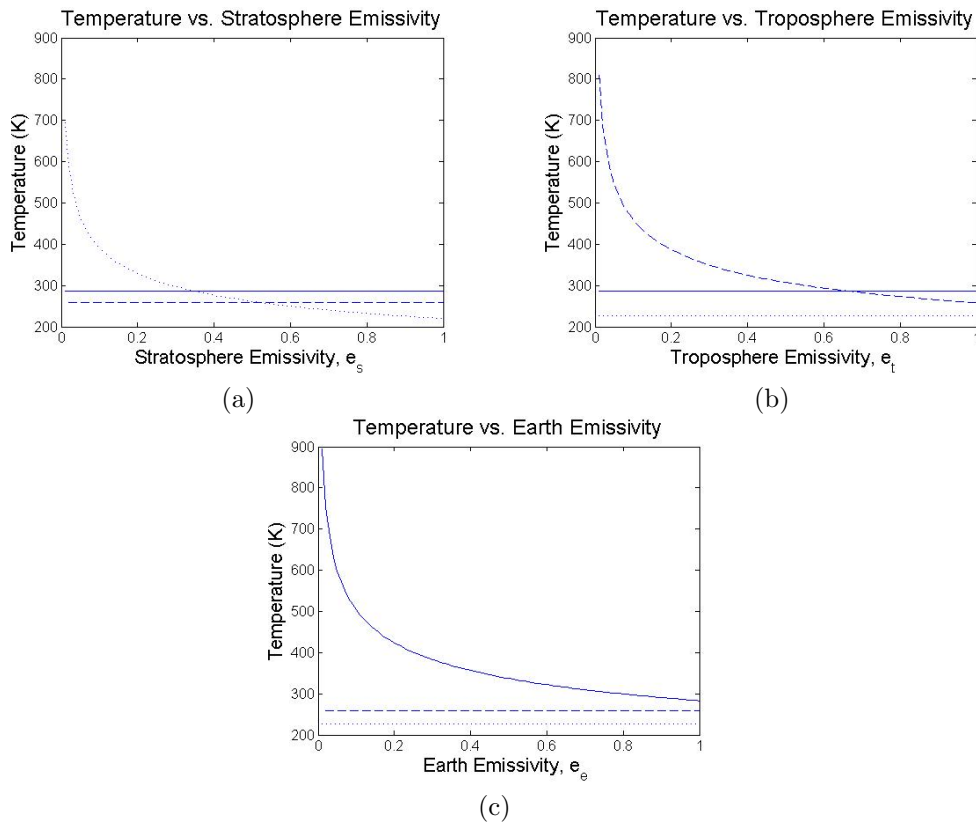 Temperature vs. Stratosphere Emissivity
900
800
700
600
500
400
300
200
Temperature (K)
0 0.2 0.4 0.6 0.8 1
Stratosphere Emissivity, e_s
(a)
Temperature vs. Troposphere Emissivity
900
800
700
600
500
400
300
200
Temperature (K)
0 0.2 0.4 0.6 0.8 1
Troposphere Emissivity, e_t
(b)
Temperature vs. Earth Emissivity
900
800
700
600
500
400
300
200
Temperature (K)
0 0.2 0.4 0.6 0.8 1
Earth Emissivity, e_e
(c)